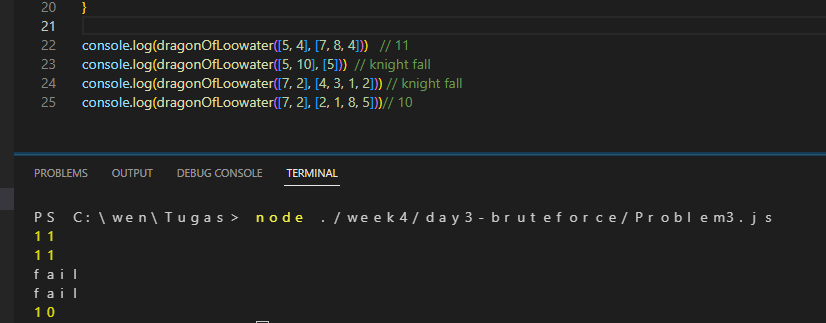 20 }
21
22 console.log(dragonOfLoowater([5, 4], [7, 8, 4])) // 11
23 console.log(dragonOfLoowater([5, 10], [5])) // knight fall
24 console.log(dragonOfLoowater([7, 2], [4, 3, 1, 2])) // knight fall
25 console.log(dragonOfLoowater([7, 2], [2, 1, 8, 5]))// 10
PROBLEMS OUTPUT DEBUG CONSOLE TERMINAL
PS C:\wen\Tugas> node ./week4/day3-bruteforce/Problem3.js
11
11
fail
fail
10